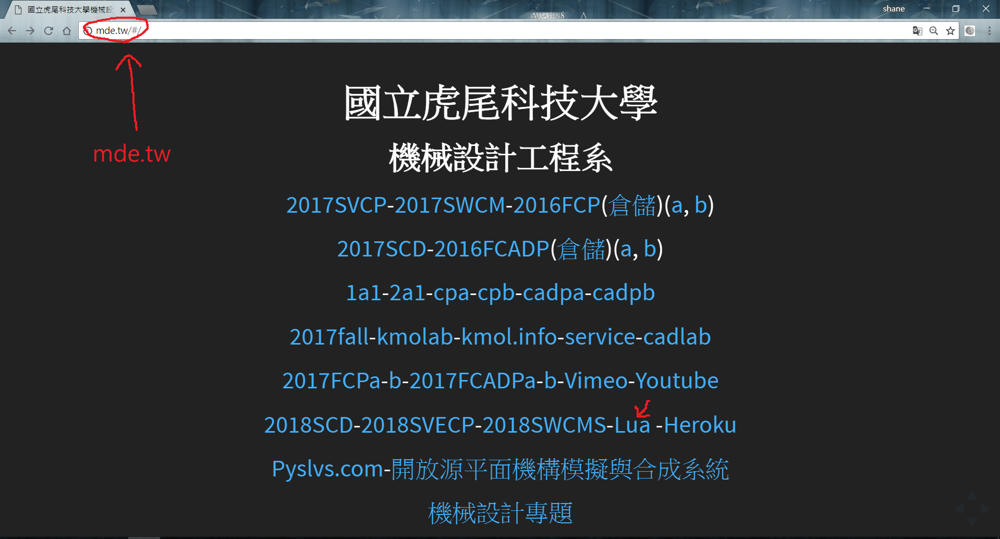 國立虎尾科技大學機械設
shane
ASSASSINS
mde.tw/#/
mde.tw
國立虎尾科技大學
機械設計工程系
2017SVCP-2017SWCM-2016FCP(倉儲)(a, b)
2017SCD-2016FCADP(倉儲)(a, b)
1a1-2a1-cpa-cpb-cadpa-cadpb
2017fall-kmolab-kmol.info-service-cadlab
2017FCPa-b-2017FCADPa-b-Vimeo-Youtube
2018SCD-2018SVECP-2018SWCMS-Lua -Heroku
Pyslvs.com-開放源平面機構模擬與合成系統
機械設計專題